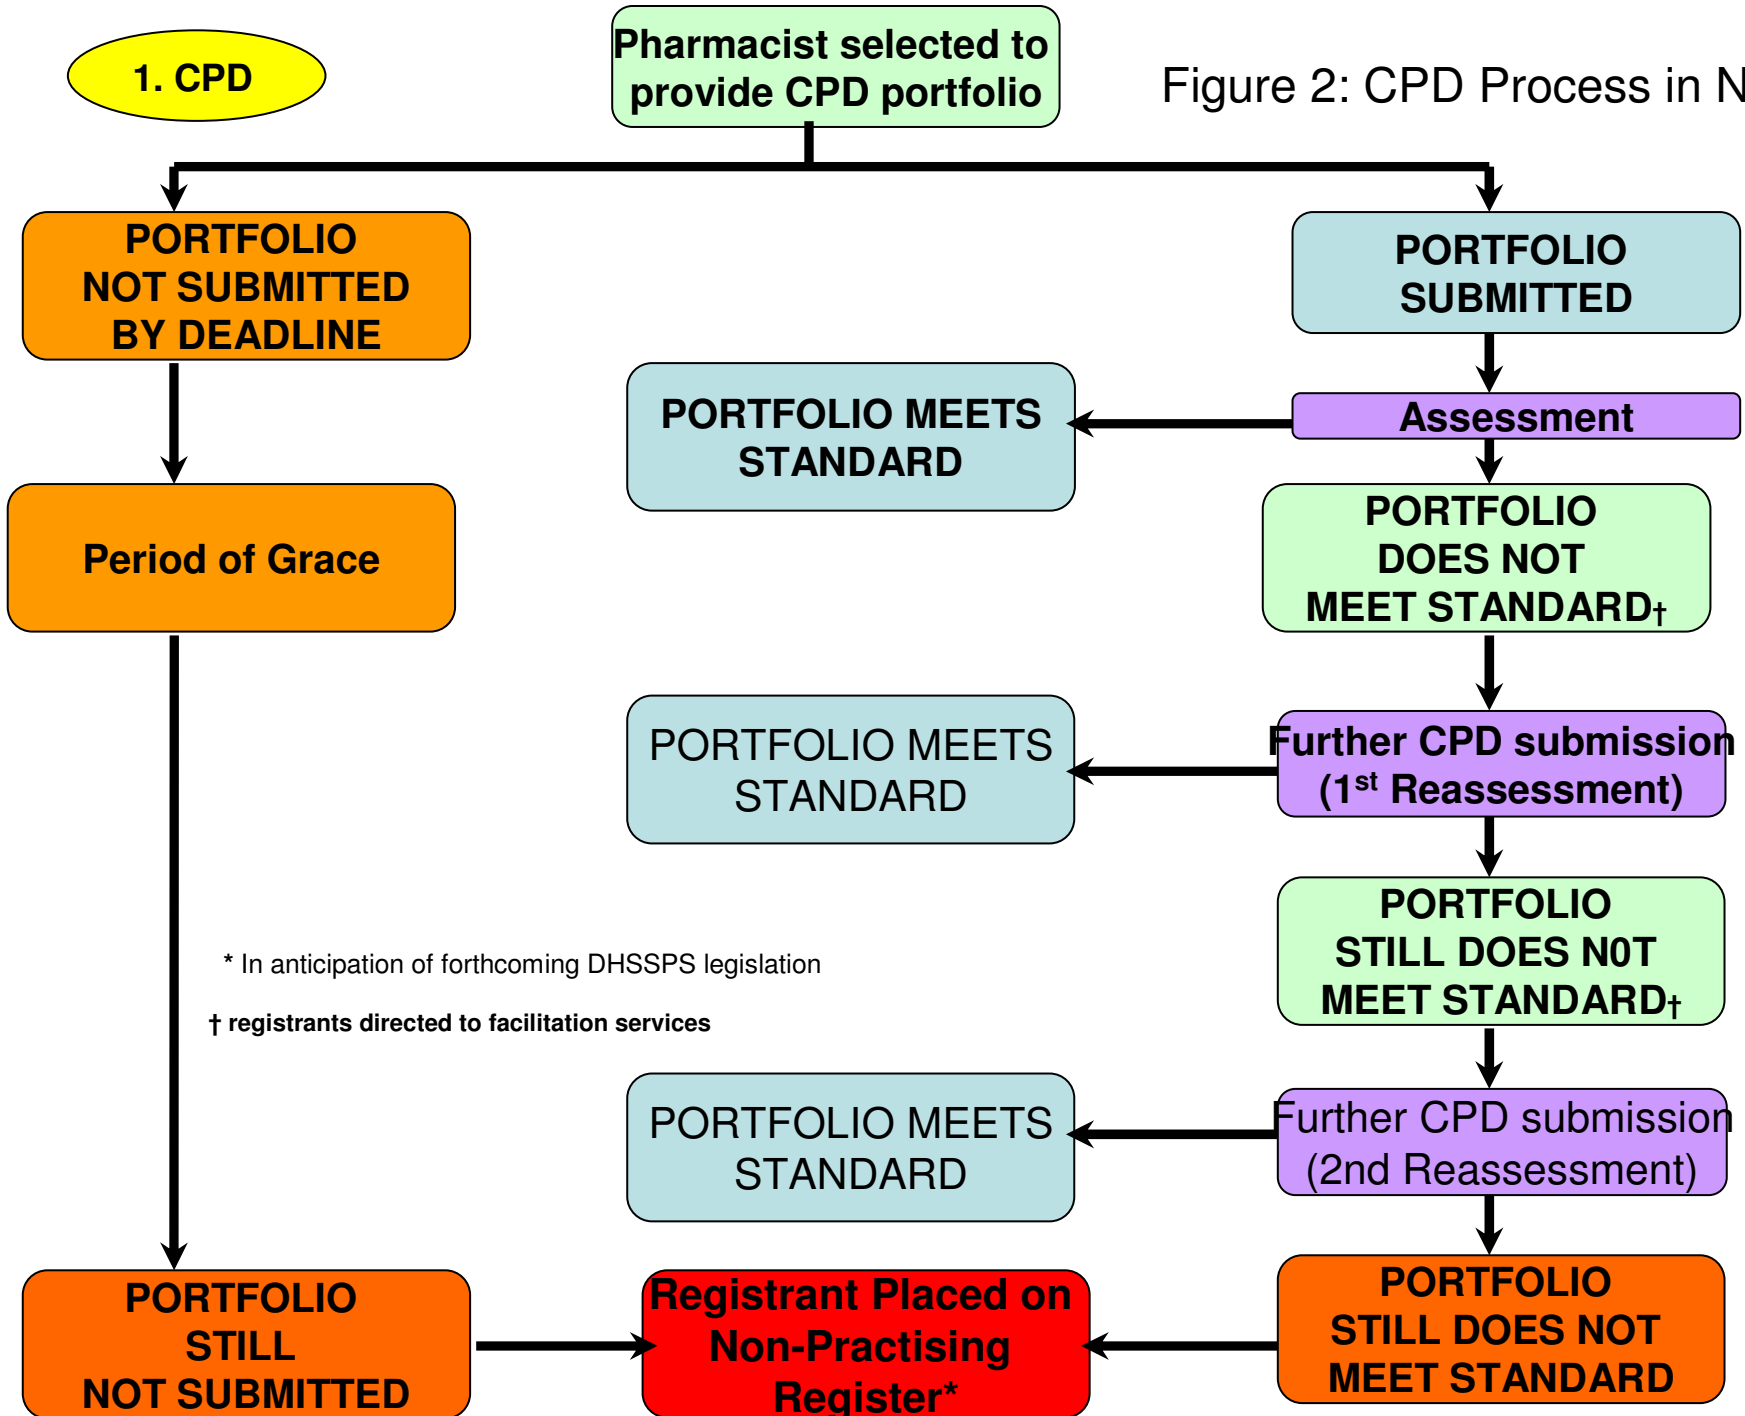 1. CPD
Pharmacist selected to
provide CPD portfolio
Figure 2: CPD Process in N
PORTFOLIO
NOT SUBMITTED
BY DEADLINE
PORTFOLIO
SUBMITTED
PORTFOLIO MEETS
STANDARD
Assessment
Period of Grace
PORTFOLIO
DOES NOT
MEET STANDARD†
PORTFOLIO MEETS
STANDARD
Further CPD submission
(1st Reassessment)
PORTFOLIO
STILL DOES N0T
MEET STANDARD†
* In anticipation of forthcoming DHSSPS legislation
† registrants directed to facilitation services
PORTFOLIO MEETS
STANDARD
Further CPD submission
(2nd Reassessment)
PORTFOLIO
STILL
NOT SUBMITTED
Registrant Placed on
Non-Practising
Register*
PORTFOLIO
STILL DOES NOT
MEET STANDARD